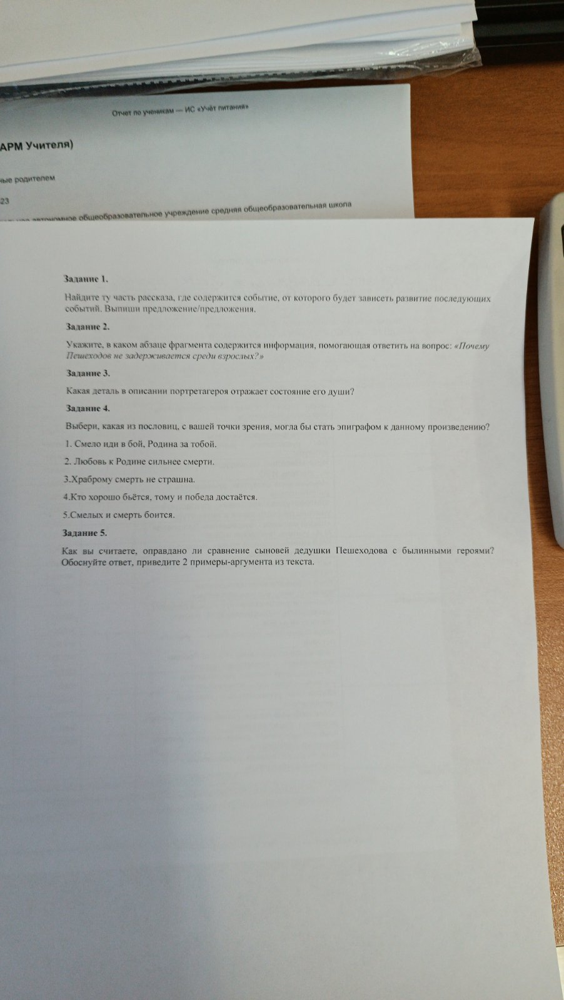 Отчет по ученикам — ИС «Учёт питания»
АРМ Учителя)
родителем
23
автономное общеобразовательное учреждение средняя общеобразовательная школа
Задание 1.
Найдите ту часть рассказа, где содержится событие, от которого будет зависеть развитие последующих
событий. Выпиши предложение/предложения.
Задание 2.
Укажите, в каком абзаце фрагмента содержится информация, помогающая ответить на вопрос: «Почему
Пешеходов не задерживается среди взрослых?»
Задание 3.
Какая деталь в описании портретагероя отражает состояние его души?
Задание 4.
Выбери, какая из пословиц, с вашей точки зрения, могла бы стать эпиграфом к данному произведению?
1. Смело иди в бой, Родина за тобой.
2. Любовь к Родине сильнее смерти.
3.Храброму смерть не страшна.
4.Кто хорошо бьётся, тому и победа достаётся.
5.Смелых и смерть боится.
Задание 5.
Как вы считаете, оправдано ли сравнение сыновей дедушки Пешеходова с былинными героями?
Обоснуйте ответ, приведите 2 примеры-аргумента из текста.